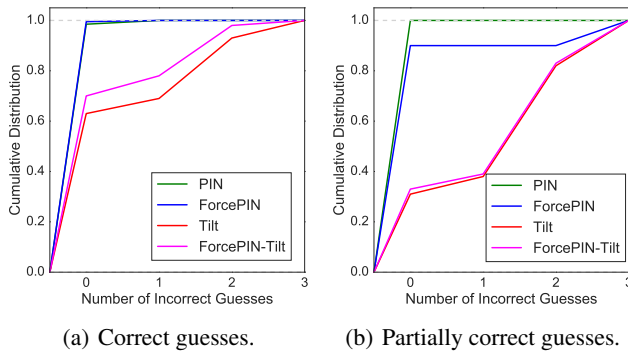 1.0
0.8
0.6
0.4
0.2
0.0
Cumulative Distribution
PIN
ForcePIN
Tilt
ForcePIN-Tilt
0 1 2 3
Number of Incorrect Guesses
(a) Correct guesses.
1.0
0.8
0.6
0.4
0.2
0.0
Cumulative Distribution
PIN
ForcePIN
Tilt
ForcePIN-Tilt
0 1 2 3
Number of Incorrect Guesses
(b) Partially correct guesses.